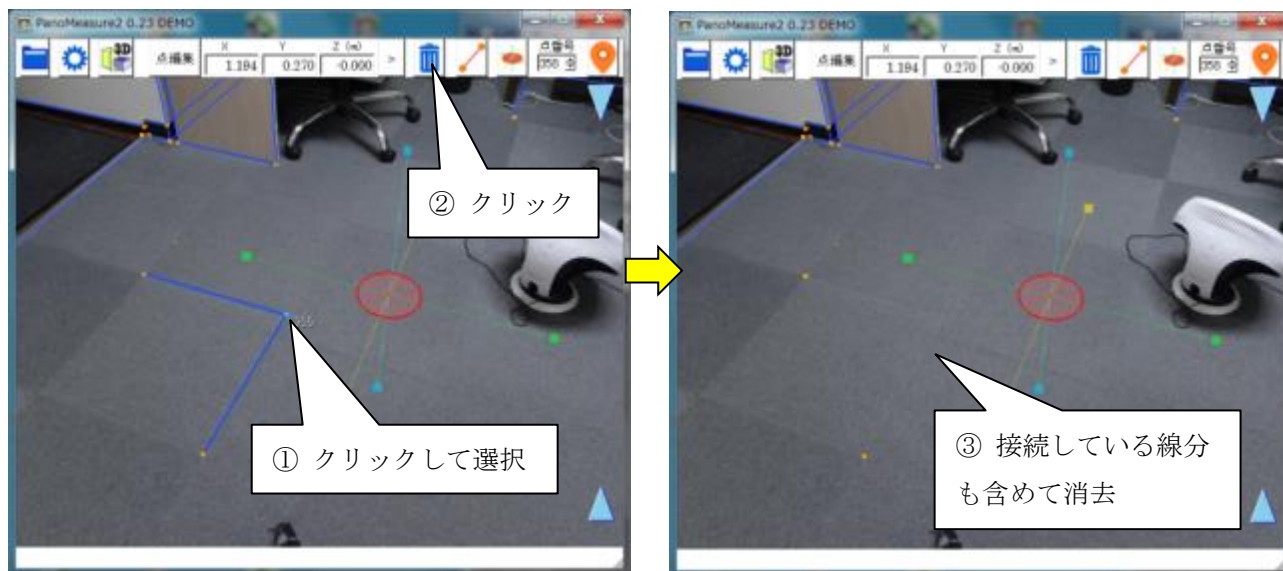 PanoMeasure2 0.23 DEMO
3D
点編集
X Y Z (m)
1.194 0.270 -0.000
>
点番号
358
② クリック
① クリックして選択
PanoMeasure2 0.23 DEMO
3D
点編集
X Y Z (m)
1.194 0.270 -0.000
>
点番号
358
③ 接続している線分
も含めて消去